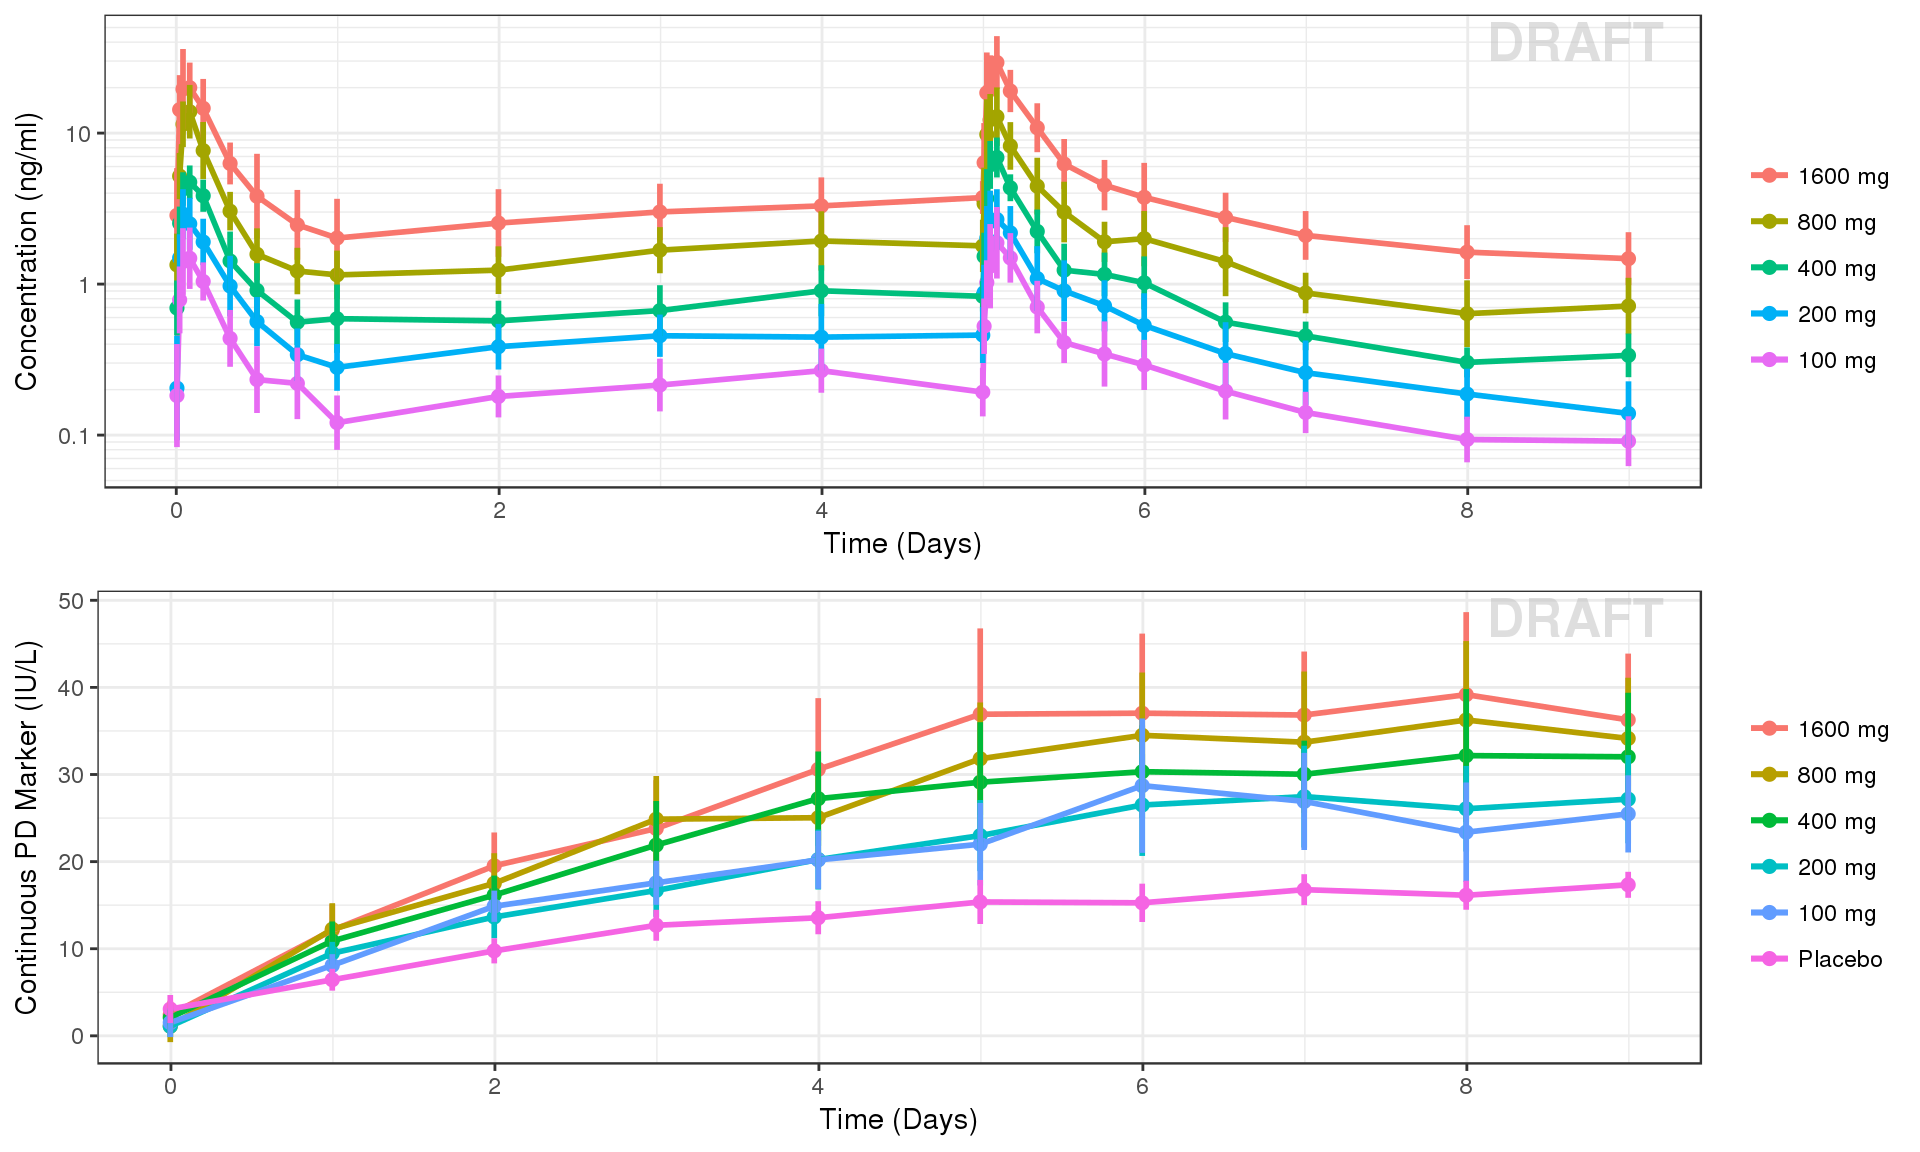 DRAFT
Concentration (ng/ml)
10
1
0.1
0 2 4 6 8
Time (Days)
1600 mg
800 mg
400 mg
200 mg
100 mg
DRAFT
Continuous PD Marker (IU/L)
50
40
30
20
10
0
0 2 4 6 8
Time (Days)
1600 mg
800 mg
400 mg
200 mg
100 mg
Placebo